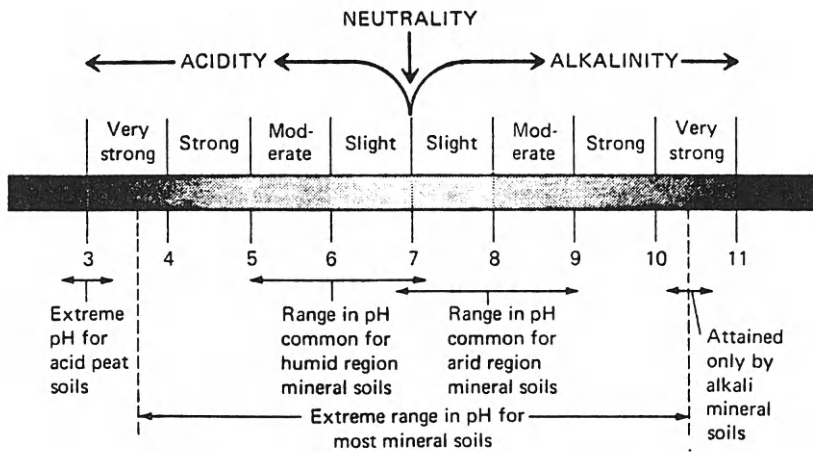 NEUTRALITY
ACIDITY
ALKALINITY
Very
strong
Strong
Mod-
erate
Slight
Slight
Mod-
erate
Strong
Very
strong
3 4 5 6 7 8 9 10 11
Extreme
pH for
acid peat
soils
Range in pH
common for
humid region
mineral soils
Range in pH
common for
arid region
mineral soils
Attained
only by
alkali
mineral
soils
Extreme range in pH for
most mineral soils